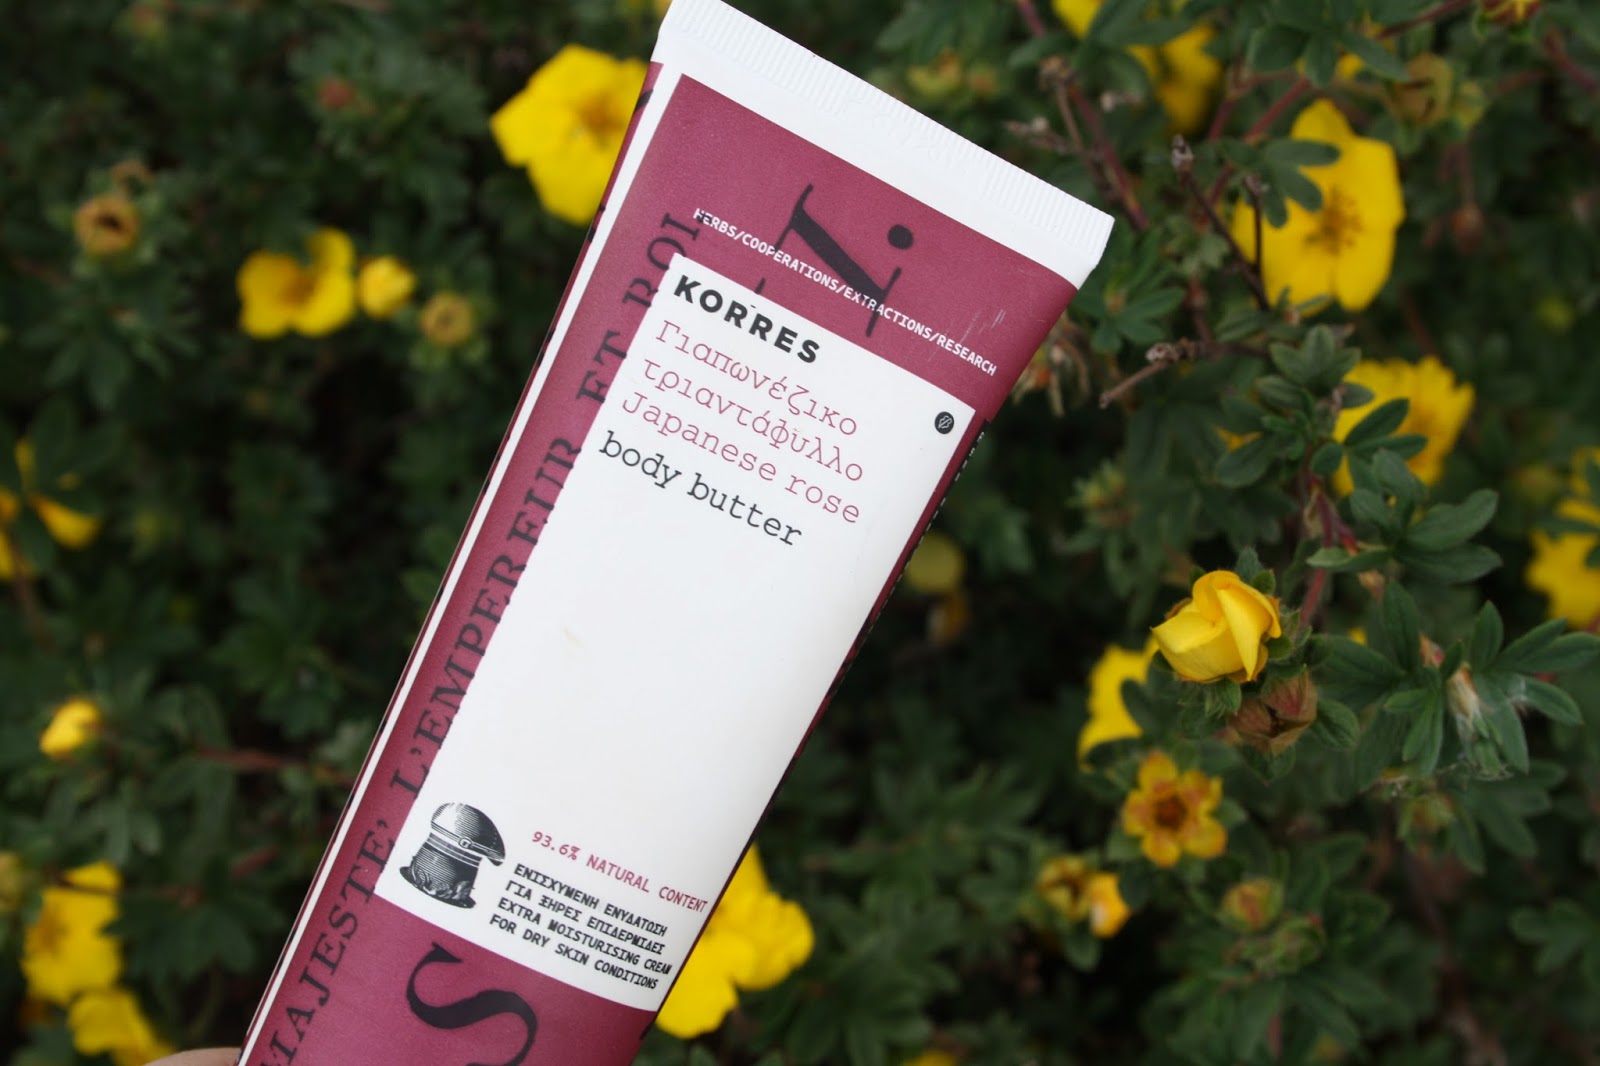 HERBS/COOPERATIONS/EXTRACTIONS/RESEARCH
KORRES
Γιαπωνέζικο
τριαντάφυλλο
Japanese rose
body butter
93.6% NATURAL CONTENT
ΕΝΙΣΧΥΜΕΝΗ ΕΝΥΔΑΤΩΣΗ
ΓΙΑ ΞΗΡΕΣ ΕΠΙΔΕΡΜΙΔΕΣ
EXTRA MOISTURISING CREAM
FOR DRY SKIN CONDITIONS
MAJESTE, L'EMPEREUR ET ROI
S